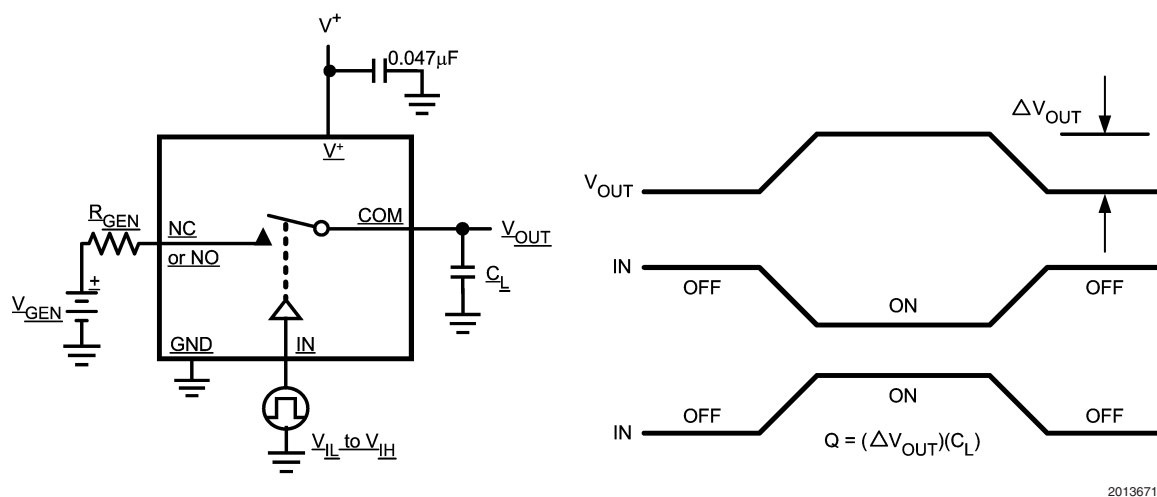 V+
0.047μF
V+
RGEN
NC
or NO
COM
VOUT
+
VGEN
CL
GND
IN
VIL to VIH
ΔVOUT
VOUT
IN
OFF
ON
OFF
IN
OFF
ON
OFF
Q = (ΔVOUT)(CL)
2013671